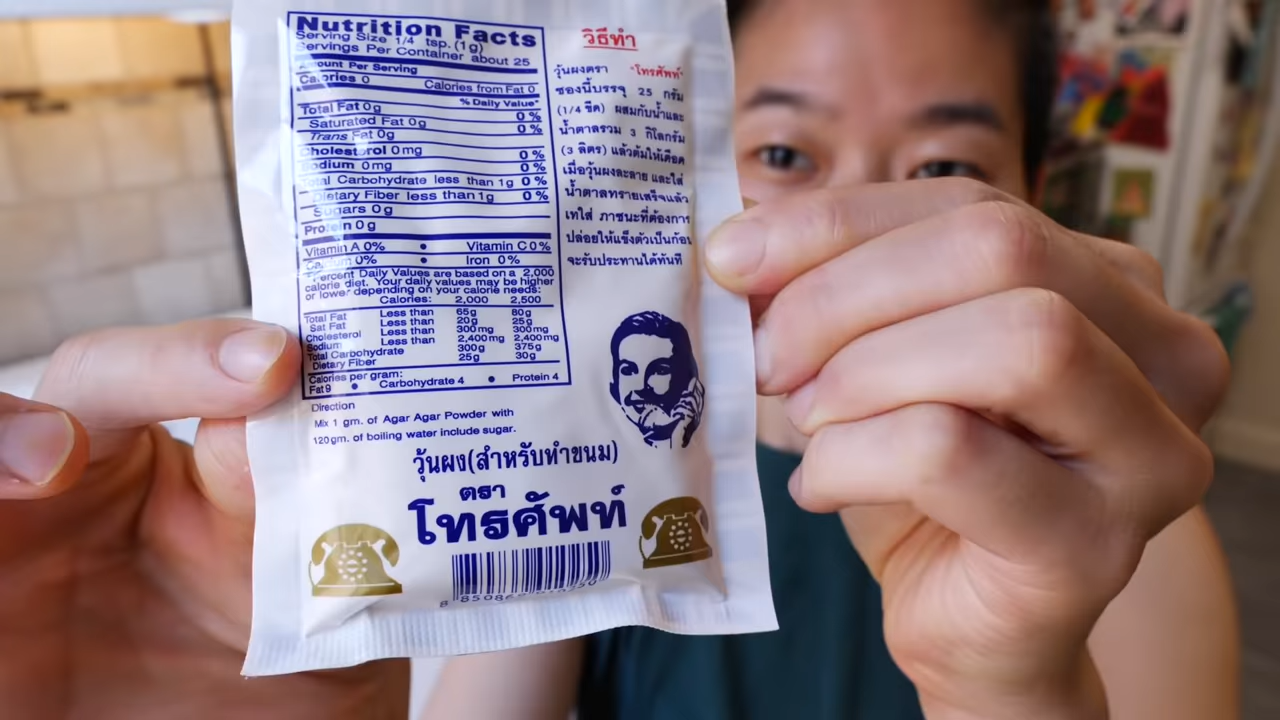 Nutrition Facts
Serving Size 1/4 tsp. (1g)
Servings Per Container about 25
Amount Per Serving
Calories 0 Calories from Fat 0
% Daily Value*
Total Fat 0g 0%
Saturated Fat 0g 0%
Trans Fat 0g
Cholesterol 0mg 0%
Sodium 0mg 0%
Total Carbohydrate less than 1g 0%
Dietary Fiber less than 1g 0%
Sugars 0g
Protein 0g
Vitamin A 0% • Vitamin C 0%
Calcium 0% • Iron 0%
*Percent Daily Values are based on a 2,000
calorie diet. Your daily values may be higher
or lower depending on your calorie needs:
Calories: 2,000 2,500
Total Fat Less than 65g 80g
Sat Fat Less than 20g 25g
Cholesterol Less than 300mg 300mg
Sodium Less than 2,400mg 2,400mg
Total Carbohydrate 300g 375g
Dietary Fiber 25g 30g
Calories per gram:
Fat 9 • Carbohydrate 4 • Protein 4
Direction
Mix 1 gm. of Agar Agar Powder with
120gm. of boiling water include sugar.
วิธีทำ
วุ้นผงตรา "โทรศัพท์"
ซองนี้บรรจุ 25 กรัม
(1/4 ขีด) ผสมกับน้ำและ
น้ำตาลรวม 3 กิโลกรัม
(3 ลิตร) แล้วต้มให้เดือด
เมื่อวุ้นผงละลาย และใส่
น้ำตาลทรายเสร็จแล้ว
เทใส่ ภาชนะที่ต้องการ
ปล่อยให้แข็งตัวเป็นก้อน
จะรับประทานได้ทันที
วุ้นผง(สำหรับทำขนม)
ตรา
โทรศัพท์